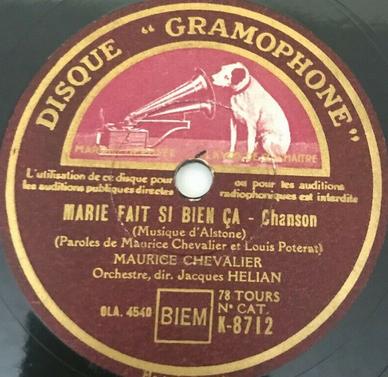 DISQUE "GRAMOPHONE"
L'utilisation de ce disque pour ou pour les auditions
les auditions publiques directes radiophoniques est interdite
MARIE FAIT SI BIEN ÇA - Chanson
(Musique d'Alstone)
(Paroles de Maurice Chevalier et Louis Poterat)
MAURICE CHEVALIER
Orchestre, dir. Jacques HELIAN
OLA. 4540 BIEM 78 TOURS
No CAT.
K-8712